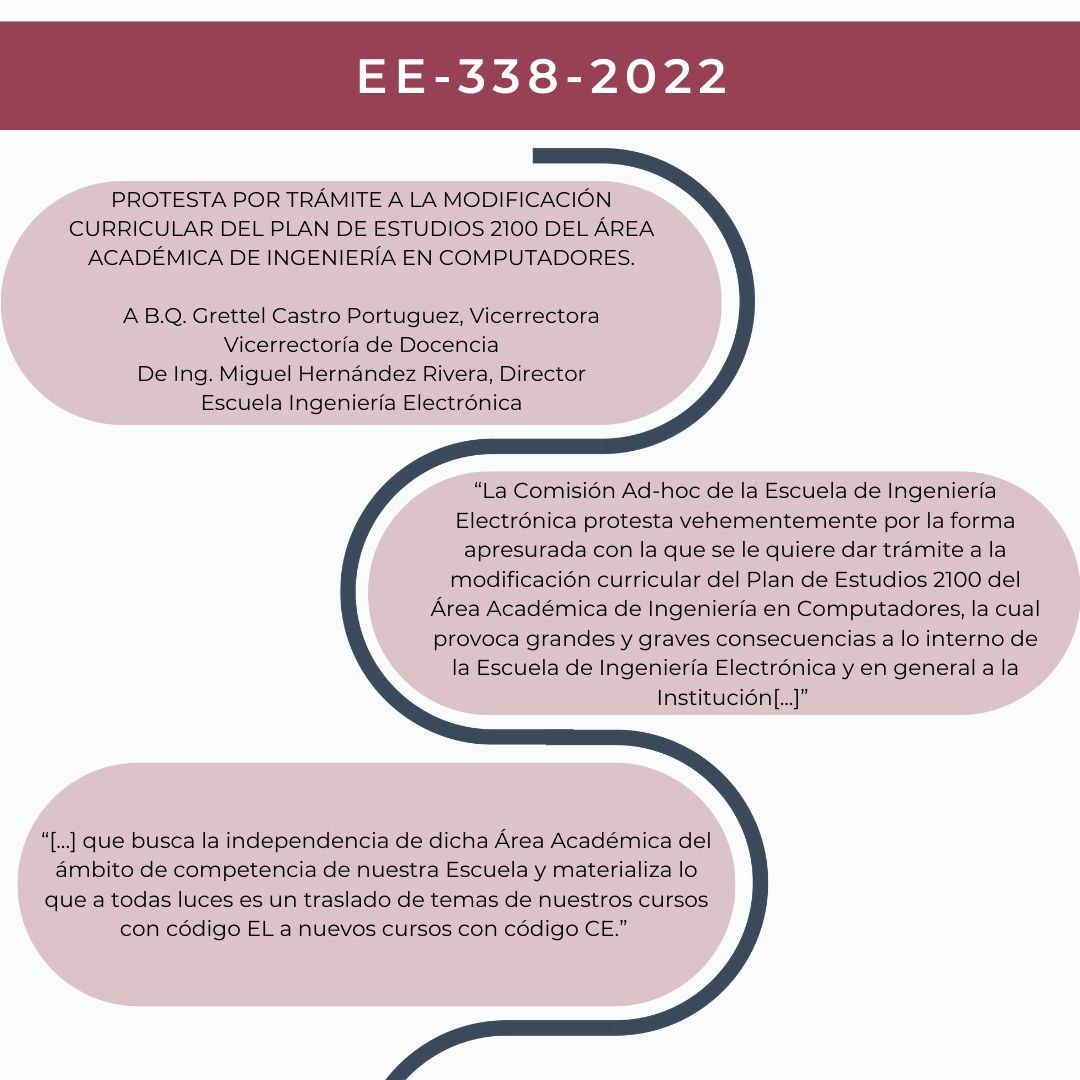 EE-338-2022
PROTESTA POR TRÁMITE A LA MODIFICACIÓN
CURRICULAR DEL PLAN DE ESTUDIOS 2100 DEL ÁREA
ACADÉMICA DE INGENIERÍA EN COMPUTADORES.
A B.Q. Grettel Castro Portuguez, Vicerrectora
Vicerrectoría de Docencia
De Ing. Miguel Hernández Rivera, Director
Escuela Ingeniería Electrónica
“La Comisión Ad-hoc de la Escuela de Ingeniería
Electrónica protesta vehementemente por la forma
apresurada con la que se le quiere dar trámite a la
modificación curricular del Plan de Estudios 2100 del
Área Académica de Ingeniería en Computadores, la cual
provoca grandes y graves consecuencias a lo interno de
la Escuela de Ingeniería Electrónica y en general a la
Institución[...]”
“[...] que busca la independencia de dicha Área Académica del
ámbito de competencia de nuestra Escuela y materializa lo
que a todas luces es un traslado de temas de nuestros cursos
con código EL a nuevos cursos con código CE.”